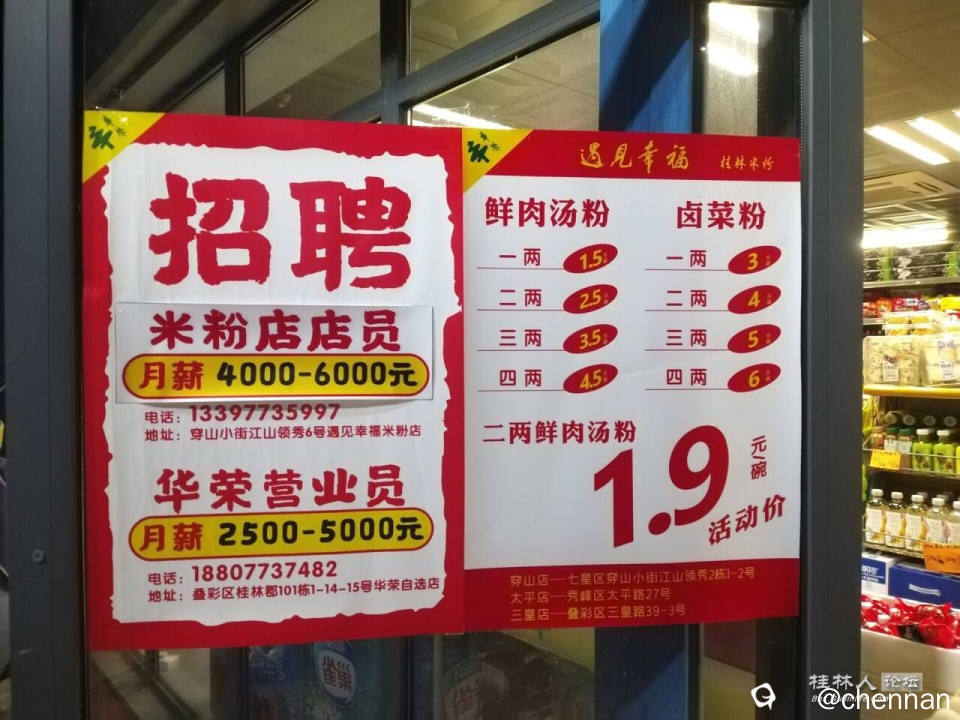 招聘
米粉店店员
月薪 4000-6000元
电话：13397735997
地址：穿山小街江山领秀6号遇见幸福米粉店
华荣营业员
月薪 2500-5000元
电话：18807737482
地址：叠彩区桂林郡101栋1-14-15号华荣自选店
遇见幸福 桂林米粉
鲜肉汤粉 卤菜粉
一两 1.5 一两 3
二两 2.5 二两 4
三两 3.5 三两 5
四两 4.5 四两 6
二两鲜肉汤粉
1.9 元/碗
活动价
穿山店—七星区穿山小街江山领秀2栋1-2号
太平店—秀峰区太平路27号
三皇店—叠彩区三皇路39-3号
雀巢
桂林人论坛
@chennan